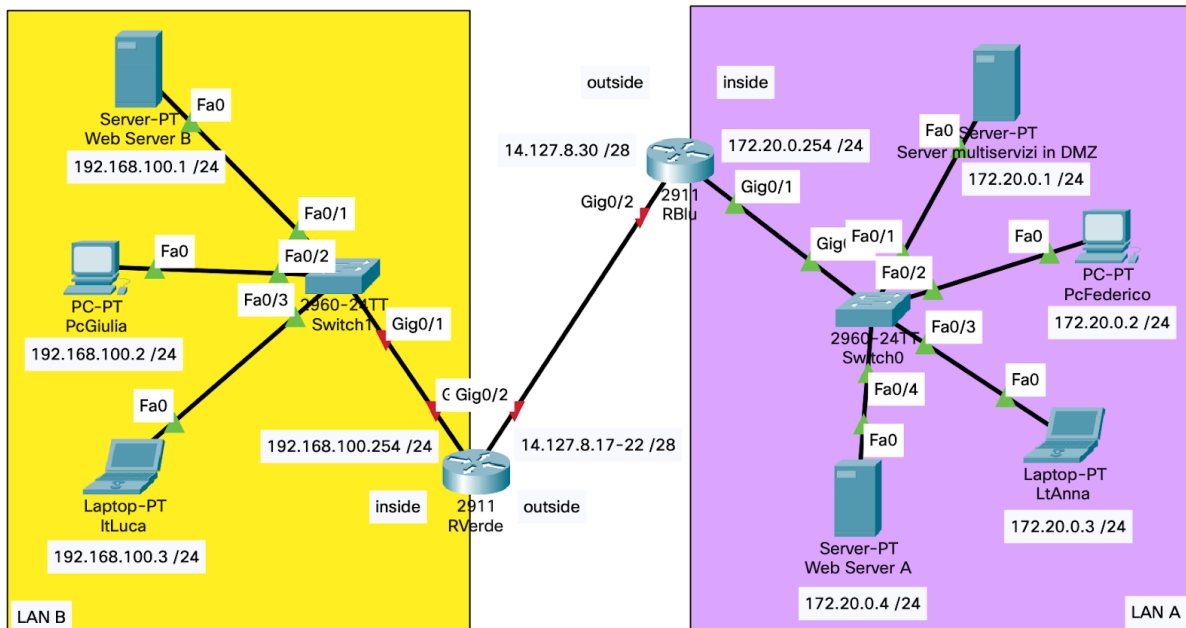 Server-PT
Web Server B
192.168.100.1 /24
Fa0
Fa0/1
PC-PT
PcGiulia
192.168.100.2 /24
Fa0
Fa0/2
Fa0/3
2960-24TT
Switch1
Gig0/1
Fa0
Laptop-PT
ltLuca
192.168.100.3 /24
LAN B
192.168.100.254 /24
inside
Gig0/2
14.127.8.17-22 /28
2911
RVerde
outside
outside
inside
14.127.8.30 /28
172.20.0.254 /24
2911
RBlu
Gig0/2
Gig0/1
Fa0
Server-PT
Server multiservizi in DMZ
172.20.0.1 /24
Fa0/1
Fa0/2
Fa0
PC-PT
PcFederico
172.20.0.2 /24
2960-24TT
Switch0
Fa0/3
Fa0
Laptop-PT
LtAnna
172.20.0.3 /24
Fa0/4
Fa0
Server-PT
Web Server A
172.20.0.4 /24
LAN A